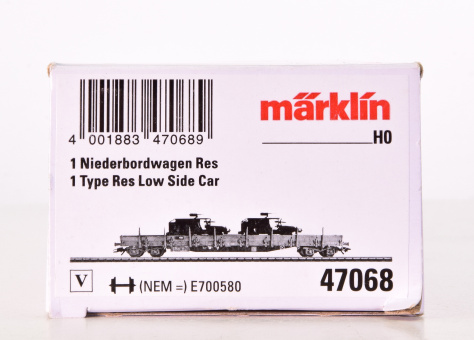 märklin
H0
4 001883 470689
1 Niederbordwagen Res
1 Type Res Low Side Car
V (NEM =) E700580
47068